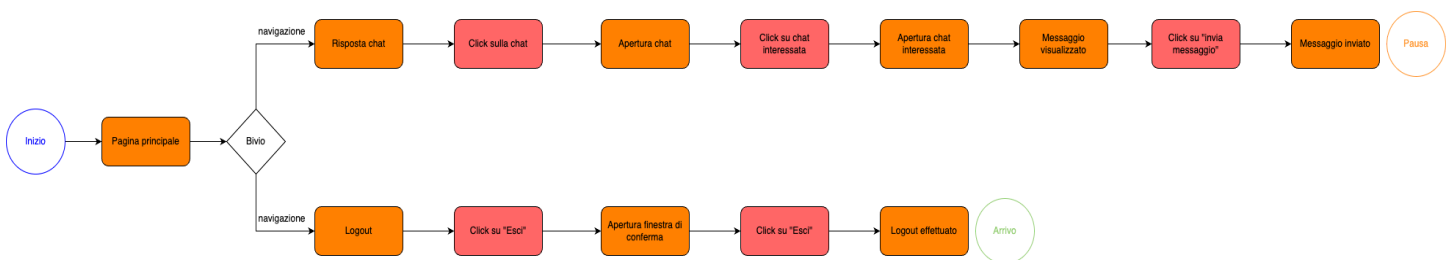 navigazione
Risposta chat
Click sulla chat
Apertura chat
Click su chat
interessata
Apertura chat
interessata
Messaggio
visualizzato
Click su "invia
messaggio"
Messaggio inviato
Pausa
Inizio
Pagina principale
Bivio
navigazione
Logout
Click su "Esci"
Apertura finestra di
conferma
Click su "Esci"
Logout effettuato
Arrivo